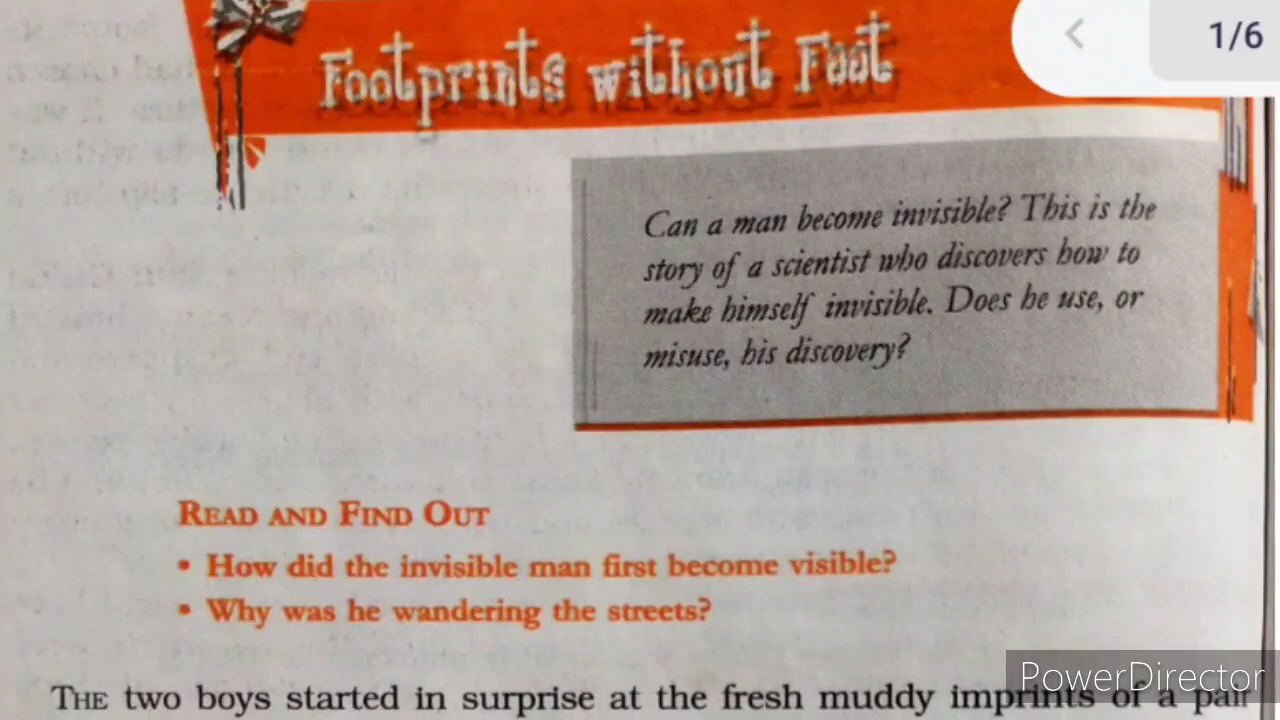 Footprints without Feet
1/6
Can a man become invisible? This is the
story of a scientist who discovers how to
make himself invisible. Does he use, or
misuse, his discovery?
READ AND FIND OUT
• How did the invisible man first become visible?
• Why was he wandering the streets?
THE two boys started in surprise at the fresh muddy imprints of a pair
PowerDirector